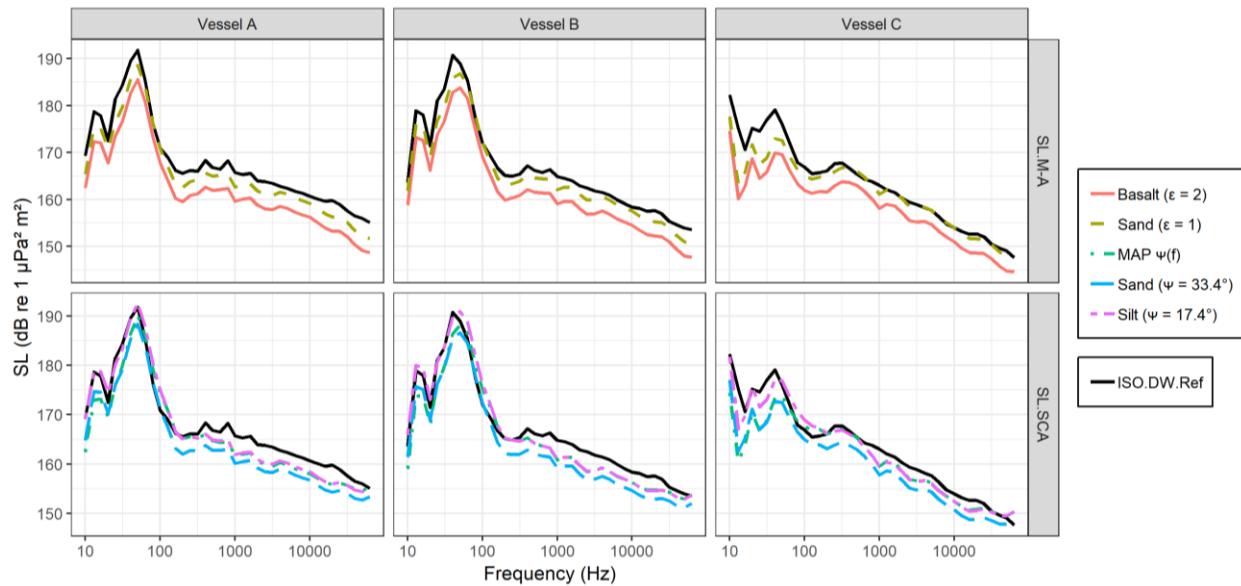 Vessel A
Vessel B
Vessel C
SL (dB re 1 µPa² m²)
190
180
170
160
150
SL.M-A
190
180
170
160
150
SL.SCA
10
100
1000
10000
10
100
1000
10000
10
100
1000
10000
Frequency (Hz)
Basalt (ε = 2)
Sand (ε = 1)
MAP Ψ(f)
Sand (Ψ = 33.4°)
Silt (Ψ = 17.4°)
ISO.DW.Ref